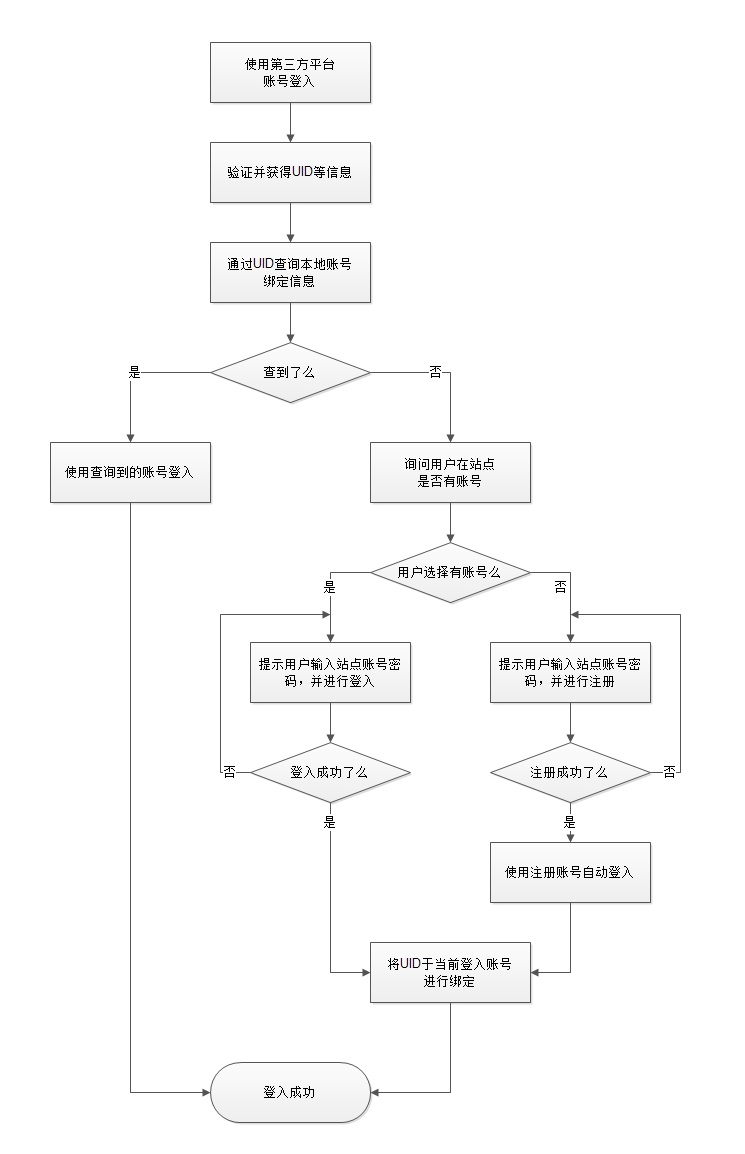 使用第三方平台
账号登入
验证并获得UID等信息
通过UID查询本地账号
绑定信息
是
查到了么
否
使用查询到的账号登入
询问用户在站点
是否有账号
用户选择有账号么
是
否
提示用户输入站点账号密
码，并进行登入
提示用户输入站点账号密
码，并进行注册
否
登入成功了么
注册成功了么
否
是
是
使用注册账号自动登入
将UID于当前登入账号
进行绑定
登入成功